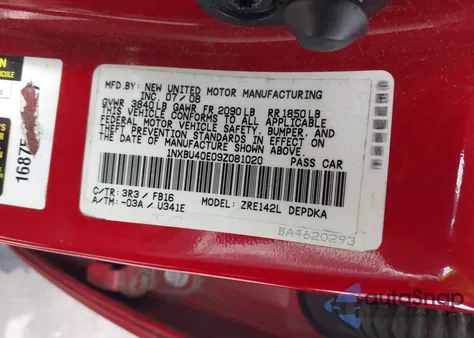 MFD.BY: NEW UNITED MOTOR MANUFACTURING
INC. 07/08
GVWR 3840LB GAWR FR 2090LB RR1850LB
THIS VEHICLE CONFORMS TO ALL APPLICABLE
FEDERAL MOTOR VEHICLE SAFETY, BUMPER, AND
THEFT PREVENTION STANDARDS IN EFFECT ON
THE DATE OF MANUFACTURE SHOWN ABOVE.
1NXBU40E09Z081020 PASS CAR
C/TR: 3R3 / FB16
A/TM: -03A / U341E MODEL: ZRE142L DEPDKA
BA4620293
1687
autoSnap